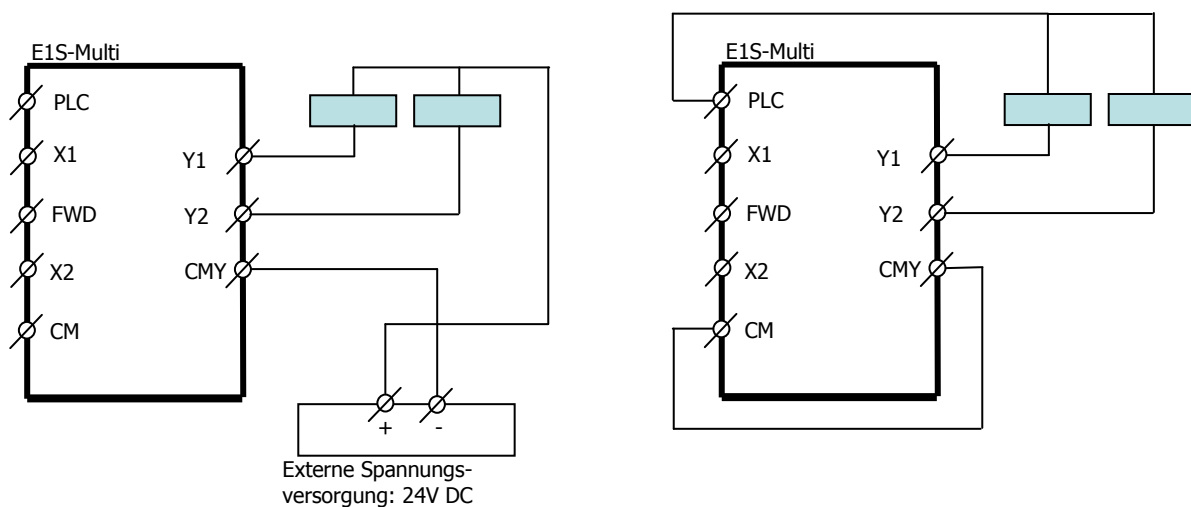 E1S-Multi
PLC
X1
Y1
FWD
Y2
X2
CMY
CM
+ -
Externe Spannungs-
versorgung: 24V DC
E1S-Multi
PLC
X1
Y1
FWD
Y2
X2
CMY
CM